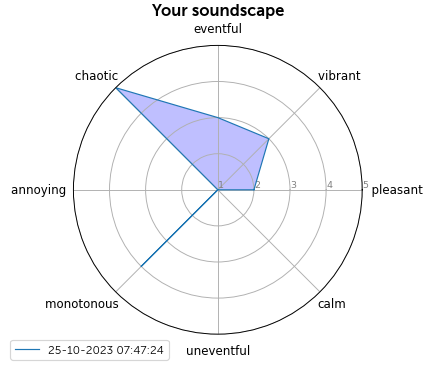 Your soundscape
eventful
chaotic
vibrant
annoying
1
2
3
4
5
pleasant
monotonous
calm
uneventful
25-10-2023 07:47:24